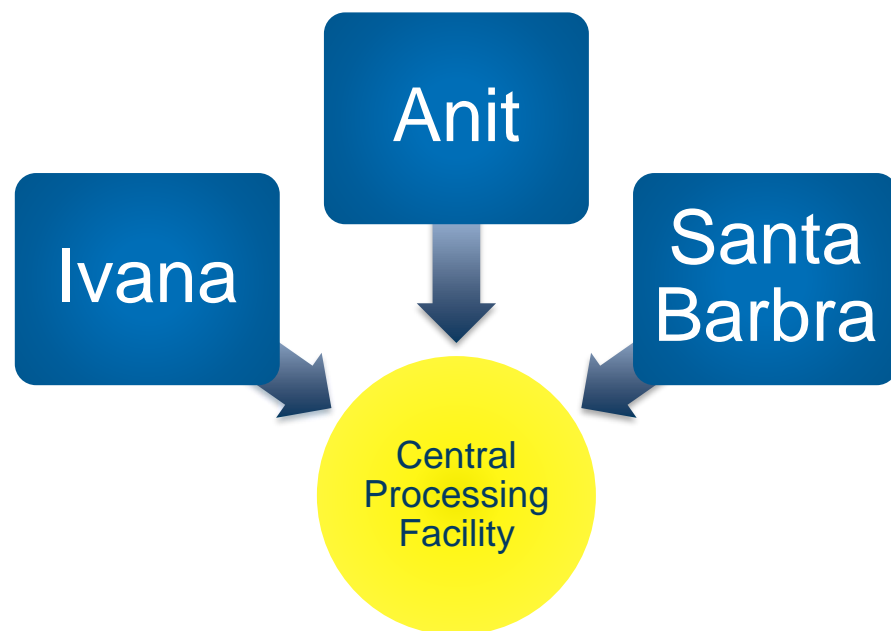 Anit
Ivana
Santa
Barbra
Central
Processing
Facility